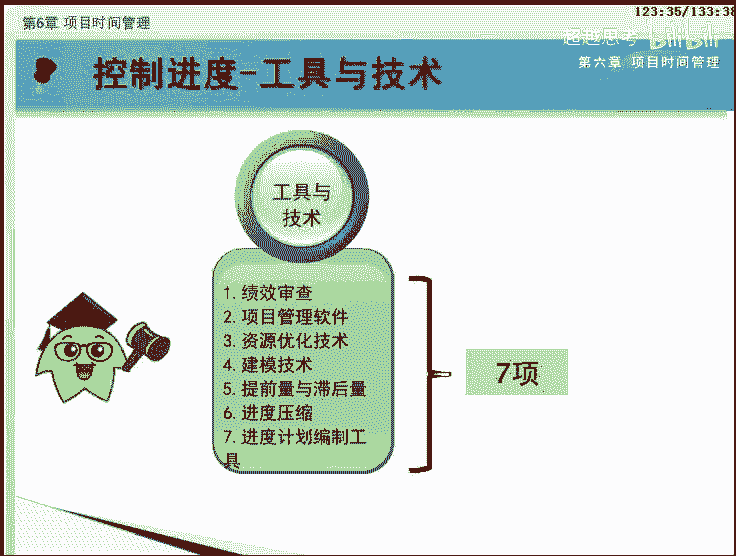 第6章 项目时间管理
123:35/133:38
超越思考 bilibili
第六章 项目时间管理
控制进度-工具与技术
工具与
技术
1.绩效审查
2.项目管理软件
3.资源优化技术
4.建模技术
5.提前量与滞后量
6.进度压缩
7.进度计划编制工
具
7项